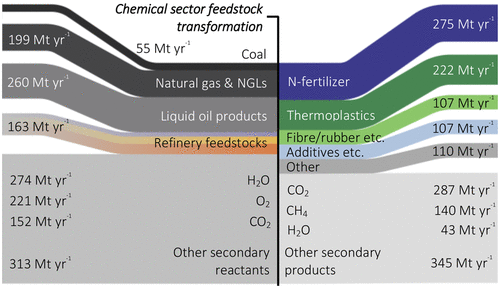 Chemical sector feedstock
transformation
55 Mt yr-1
Coal
199 Mt yr-1
Natural gas & NGLs
260 Mt yr-1
Liquid oil products
163 Mt yr-1
Refinery feedstocks
274 Mt yr-1 H2O
221 Mt yr-1 O2
152 Mt yr-1 CO2
Other secondary
313 Mt yr-1 reactants
275
Mt yr-1
N-fertilizer
222
Mt yr-1
Thermoplastics
107
Mt yr-1
Fibre/rubber etc.
107
Mt yr-1
Additives etc.
110 Mt yr-1
Other
CO2 287 Mt yr-1
CH4 140 Mt yr-1
H2O 43 Mt yr-1
Other secondary
products 345 Mt yr-1